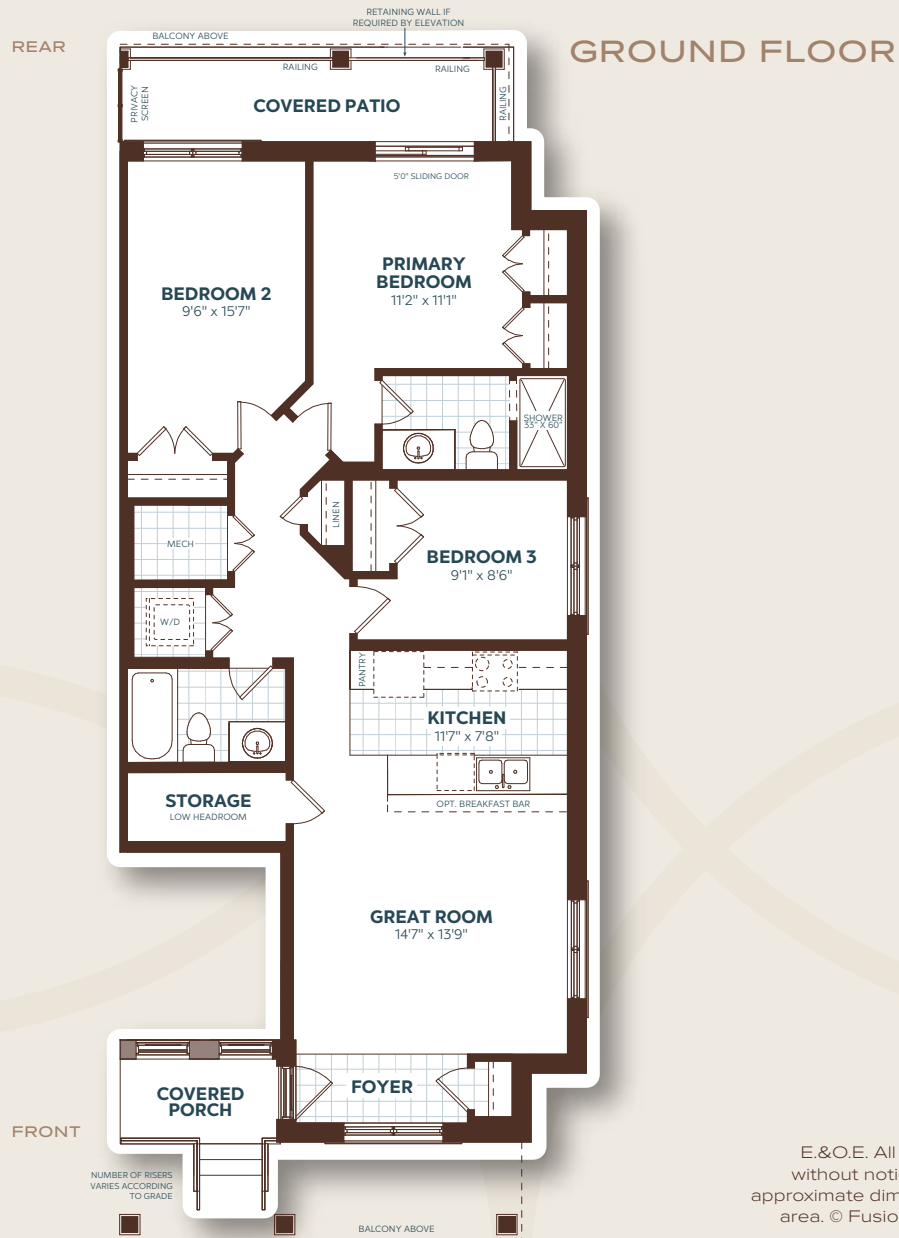 RETAINING WALL IF
REQUIRED BY ELEVATION
REAR
BALCONY ABOVE
GROUND FLOOR
RAILING
RAILING
PRIVACY
SCREEN
COVERED PATIO
RAILING
5'0" SLIDING DOOR
PRIMARY
BEDROOM
11'2" x 11'1"
BEDROOM 2
9'6" x 15'7"
SHOWER
33" X 60"
LINEN
MECH
BEDROOM 3
9'1" x 8'6"
W/D
PANTRY
KITCHEN
11'7" x 7'8"
STORAGE
LOW HEADROOM
OPT. BREAKFAST BAR
GREAT ROOM
14'7" x 13'9"
COVERED
PORCH
FOYER
FRONT
NUMBER OF RISERS
VARIES ACCORDING
TO GRADE
BALCONY ABOVE
E.&O.E. All
without noti
approximate dim
area. © Fusio